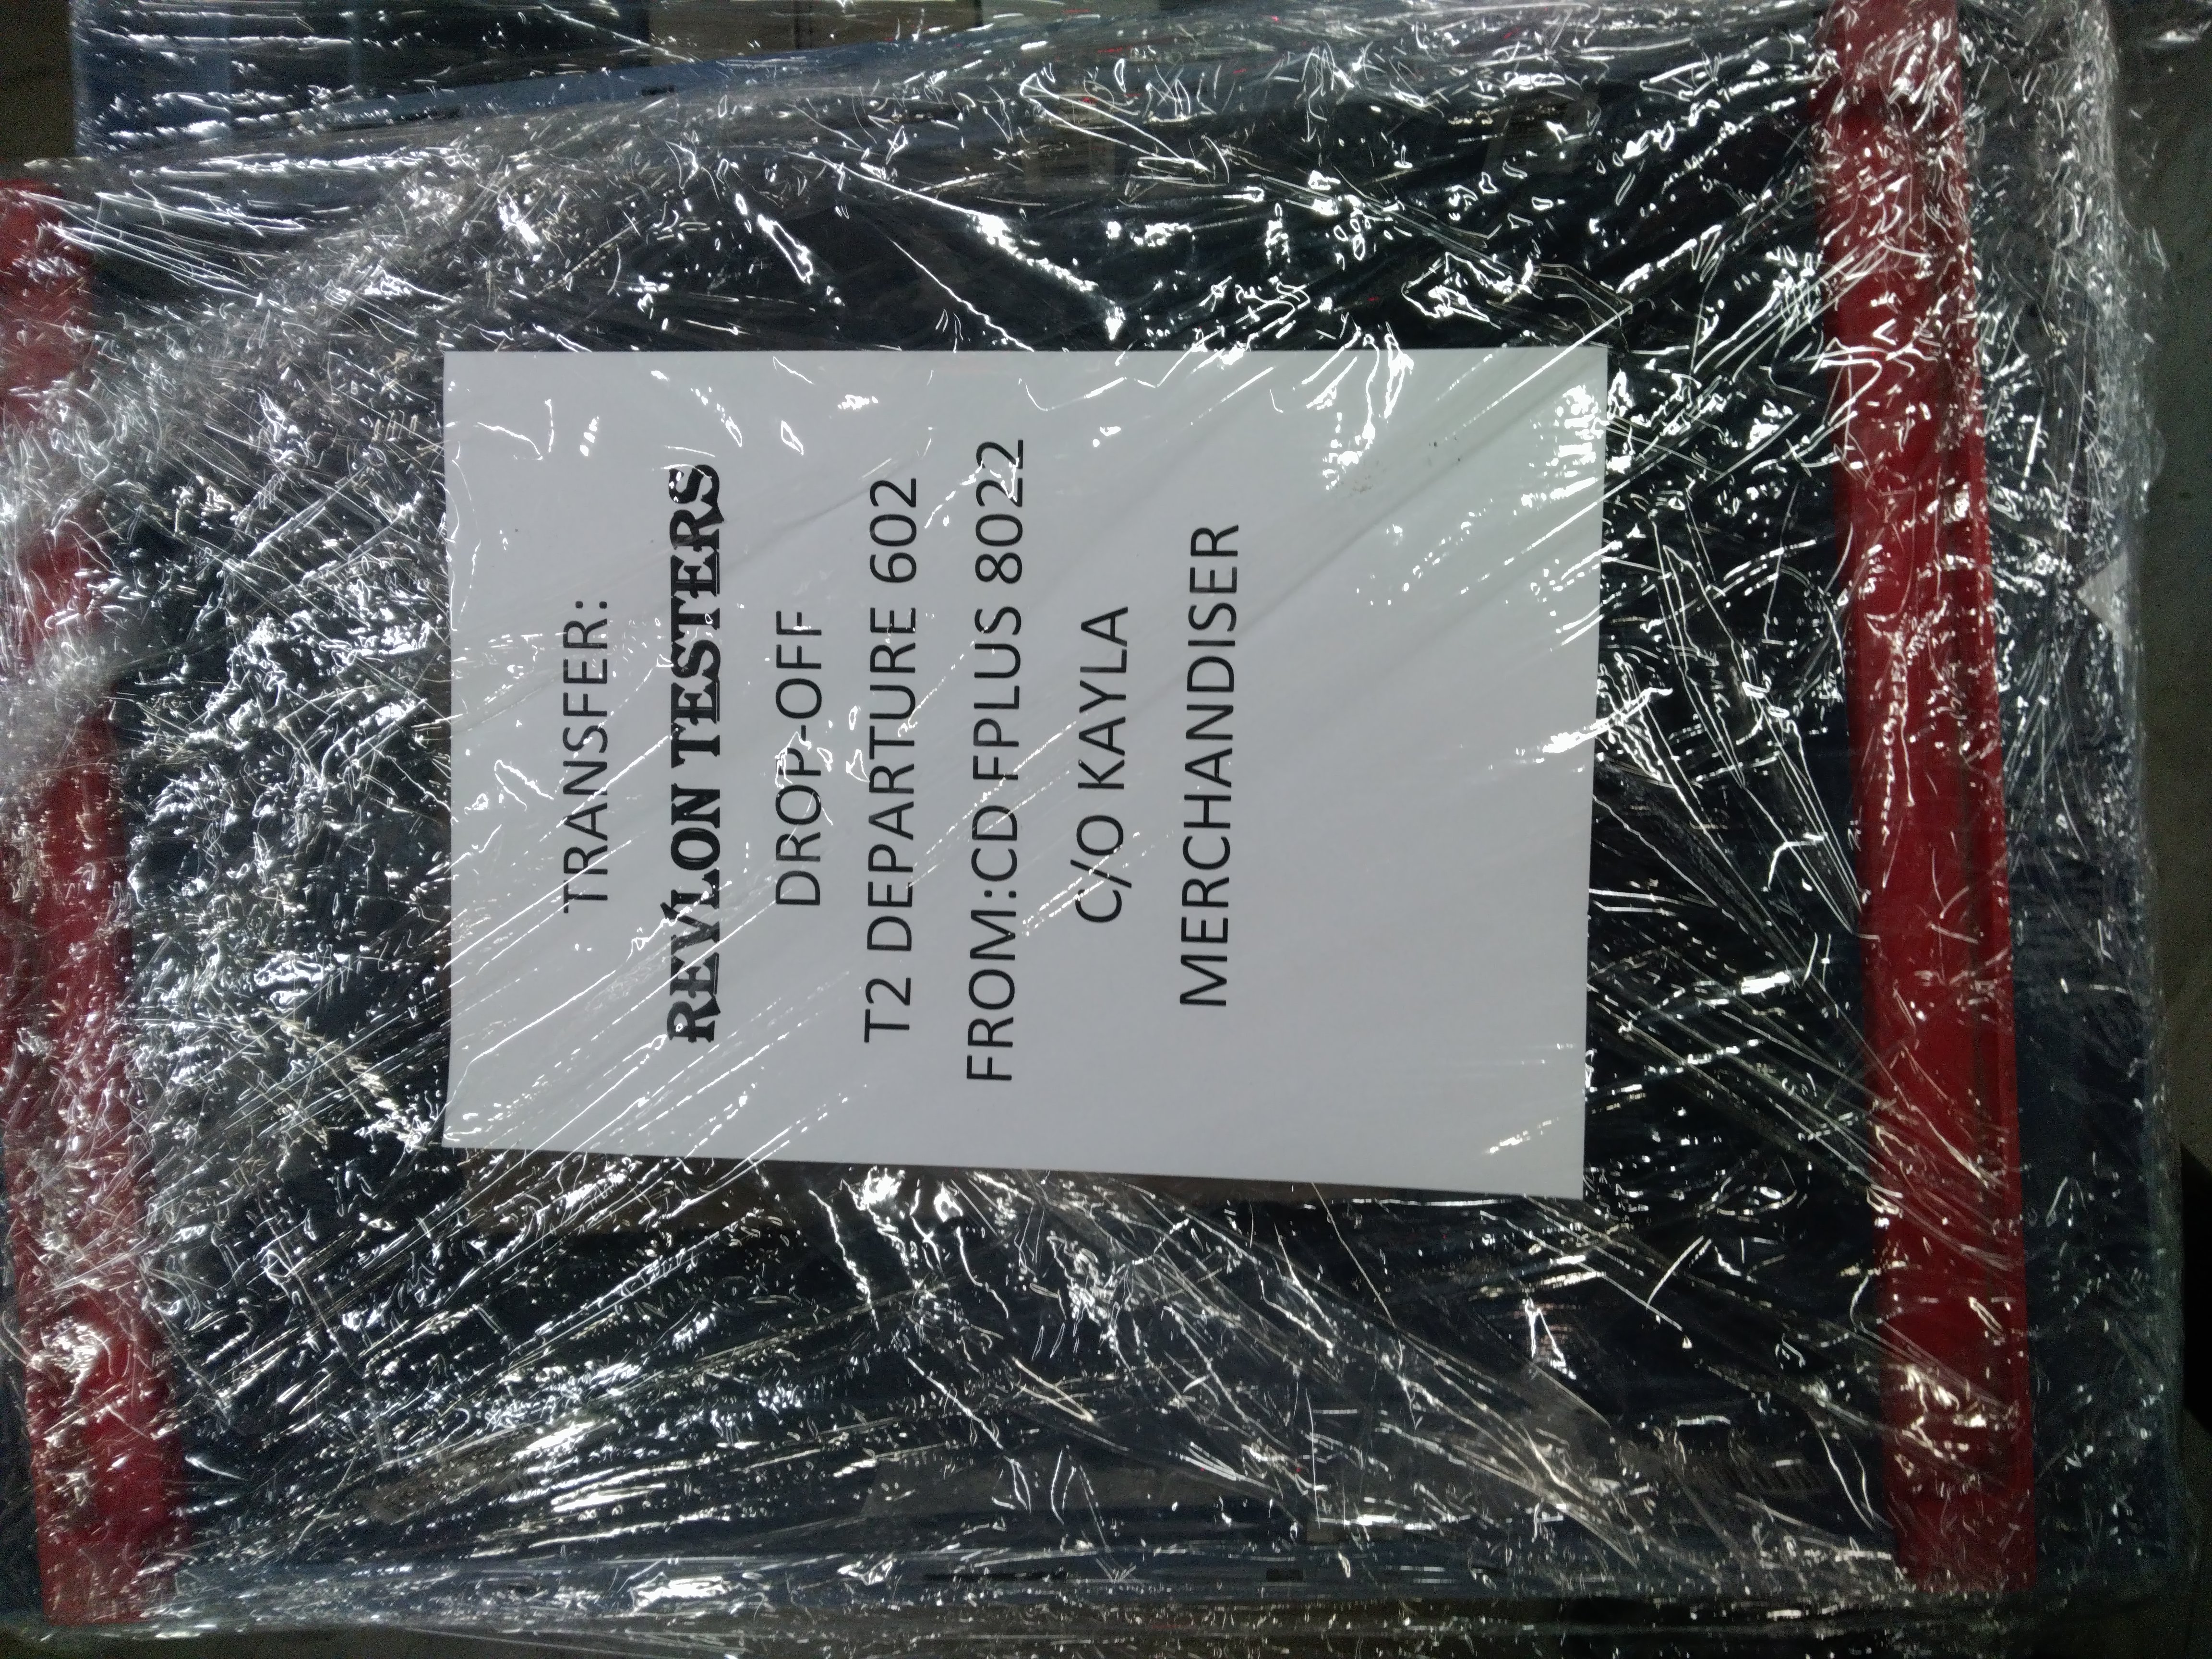 TRANSFER:
REVLON TESTERS
DROP-OFF
T2 DEPARTURE 602
FROM:CD FPLUS 8022
C/O KAYLA
MERCHANDISER